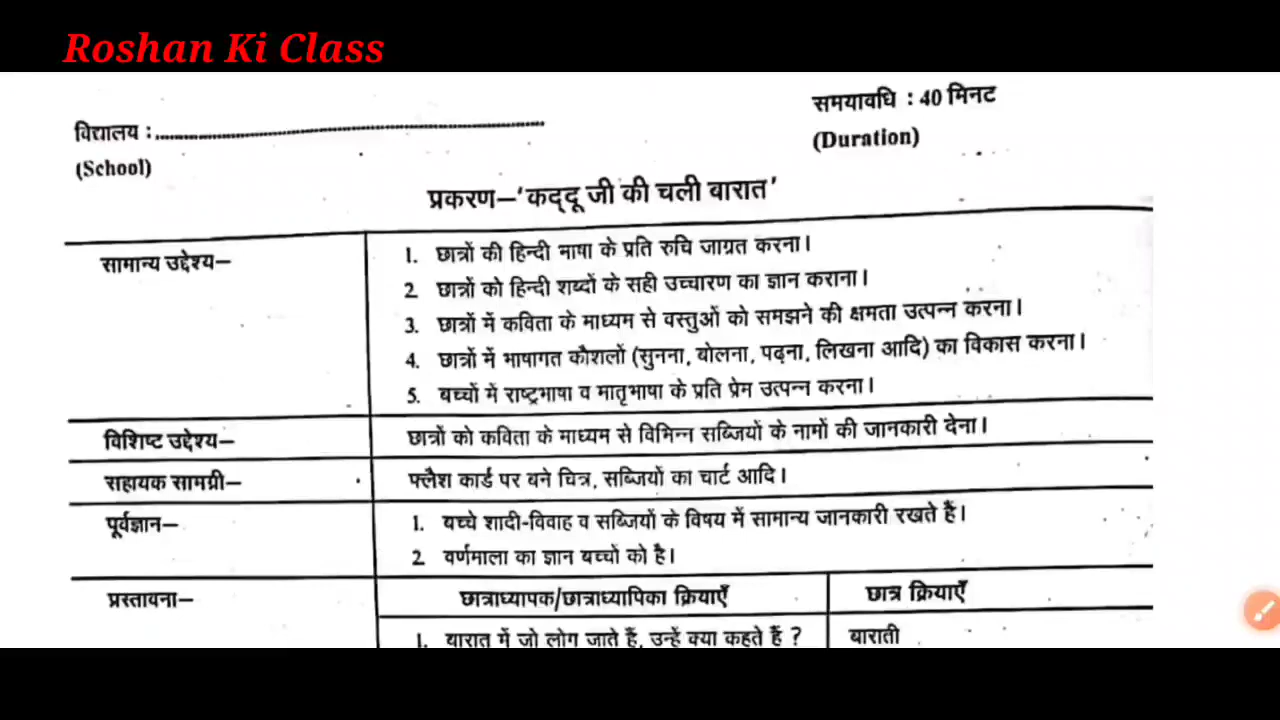 Roshan Ki Class
समयावधि : 40 मिनट
विद्यालय :
(School)
(Duration)
प्रकरण–'कद्दू जी की चली बारात'
सामान्य उद्देश्य–
1. छात्रों की हिन्दी भाषा के प्रति रुचि जाग्रत करना।
2. छात्रों को हिन्दी शब्दों के सही उच्चारण का ज्ञान कराना।
3. छात्रों में कविता के माध्यम से वस्तुओं को समझने की क्षमता उत्पन्न करना।
4. छात्रों में भाषागत कौशलों (सुनना, बोलना, पढ़ना, लिखना आदि) का विकास करना।
5. बच्चों में राष्ट्रभाषा व मातृभाषा के प्रति प्रेम उत्पन्न करना।
विशिष्ट उद्देश्य–
छात्रों को कविता के माध्यम से विभिन्न सब्जियों के नामों की जानकारी देना।
सहायक सामग्री–
फ्लैश कार्ड पर बने चित्र, सब्जियों का चार्ट आदि।
पूर्वज्ञान–
1. बच्चे शादी-विवाह व सब्जियों के विषय में सामान्य जानकारी रखते हैं।
2. वर्णमाला का ज्ञान बच्चों को है।
प्रस्तावना–
छात्राध्यापक/छात्राध्यापिका क्रियाएँ
छात्र क्रियाएँ
1. बारात में जो लोग जाते हैं, उन्हें क्या कहते हैं ?
बाराती